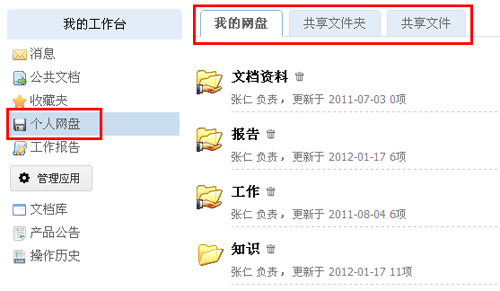 我的工作台
消息
公共文档
收藏夹
个人网盘
工作报告
管理应用
文档库
产品公告
操作历史
我的网盘 共享文件夹 共享文件
文档资料
张仁 负责，更新于 2011-07-03 0项
报告
张仁 负责，更新于 2012-01-17 6项
工作
张仁 负责，更新于 2011-08-04 6项
知识
张仁 负责，更新于 2012-01-17 11项